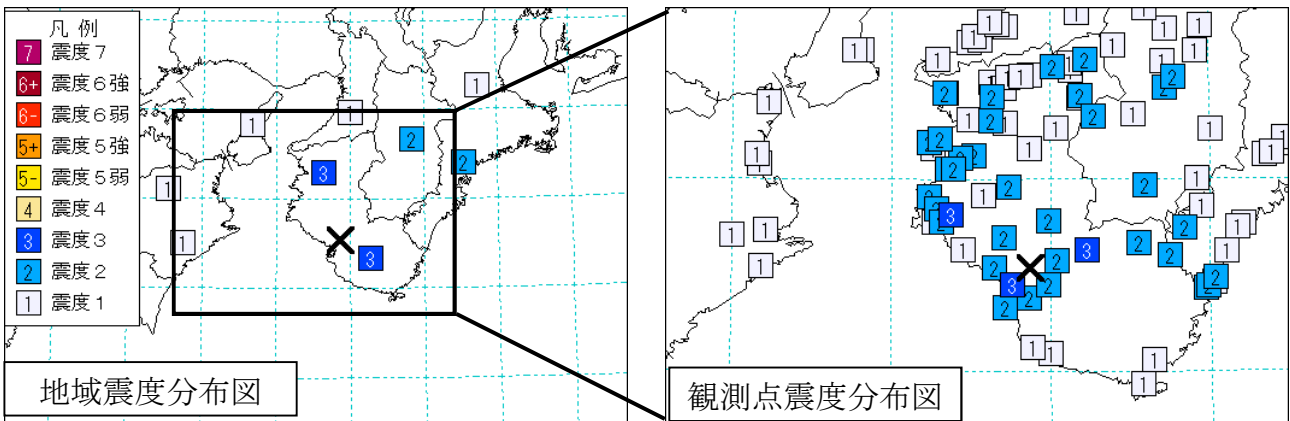 凡 例
7 震度7
6+ 震度6強
6- 震度6弱
5+ 震度5強
5- 震度5弱
4 震度4
3 震度3
2 震度2
1 震度1
地域震度分布図
観測点震度分布図